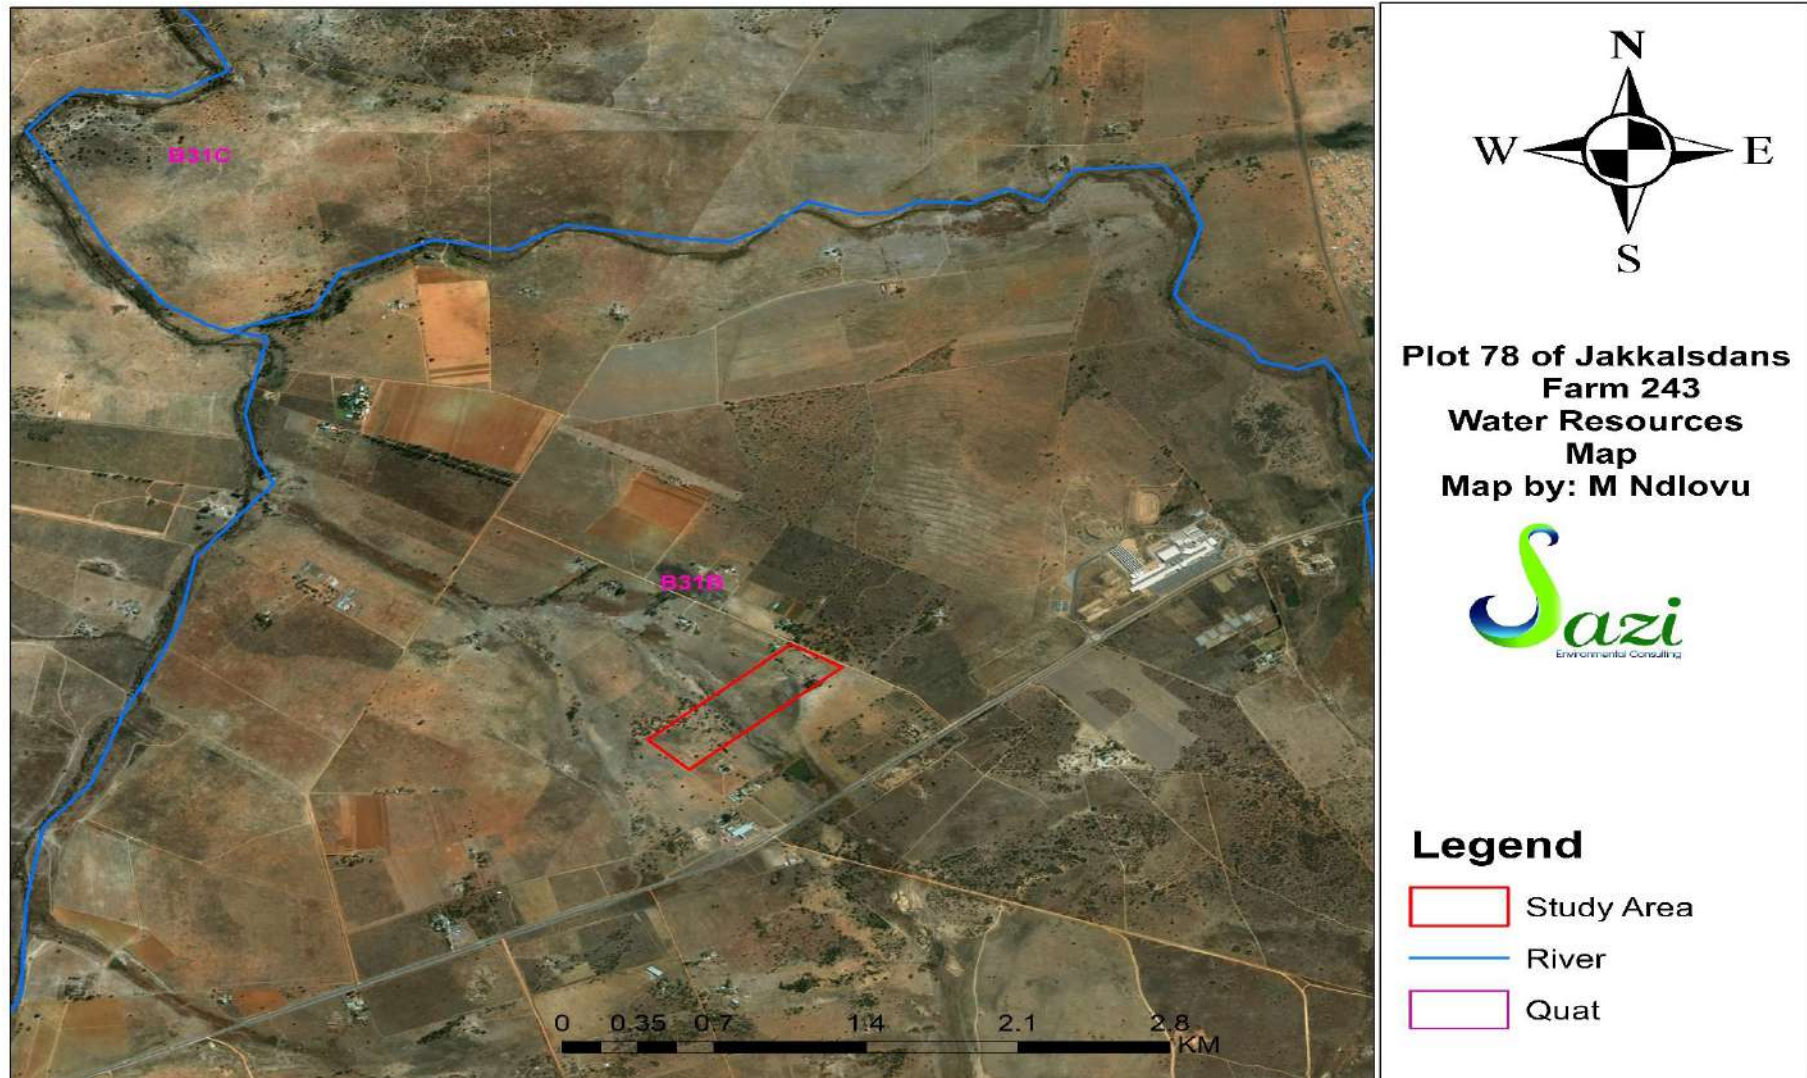 B31C
B31B
0 0.35 0.7 1.4 2.1 2.8
KM
N
W E
S
Plot 78 of Jakkalsdans
Farm 243
Water Resources
Map
Map by: M Ndlovu
Sazi
Environmental Consulting
Legend
Study Area
River
Quat